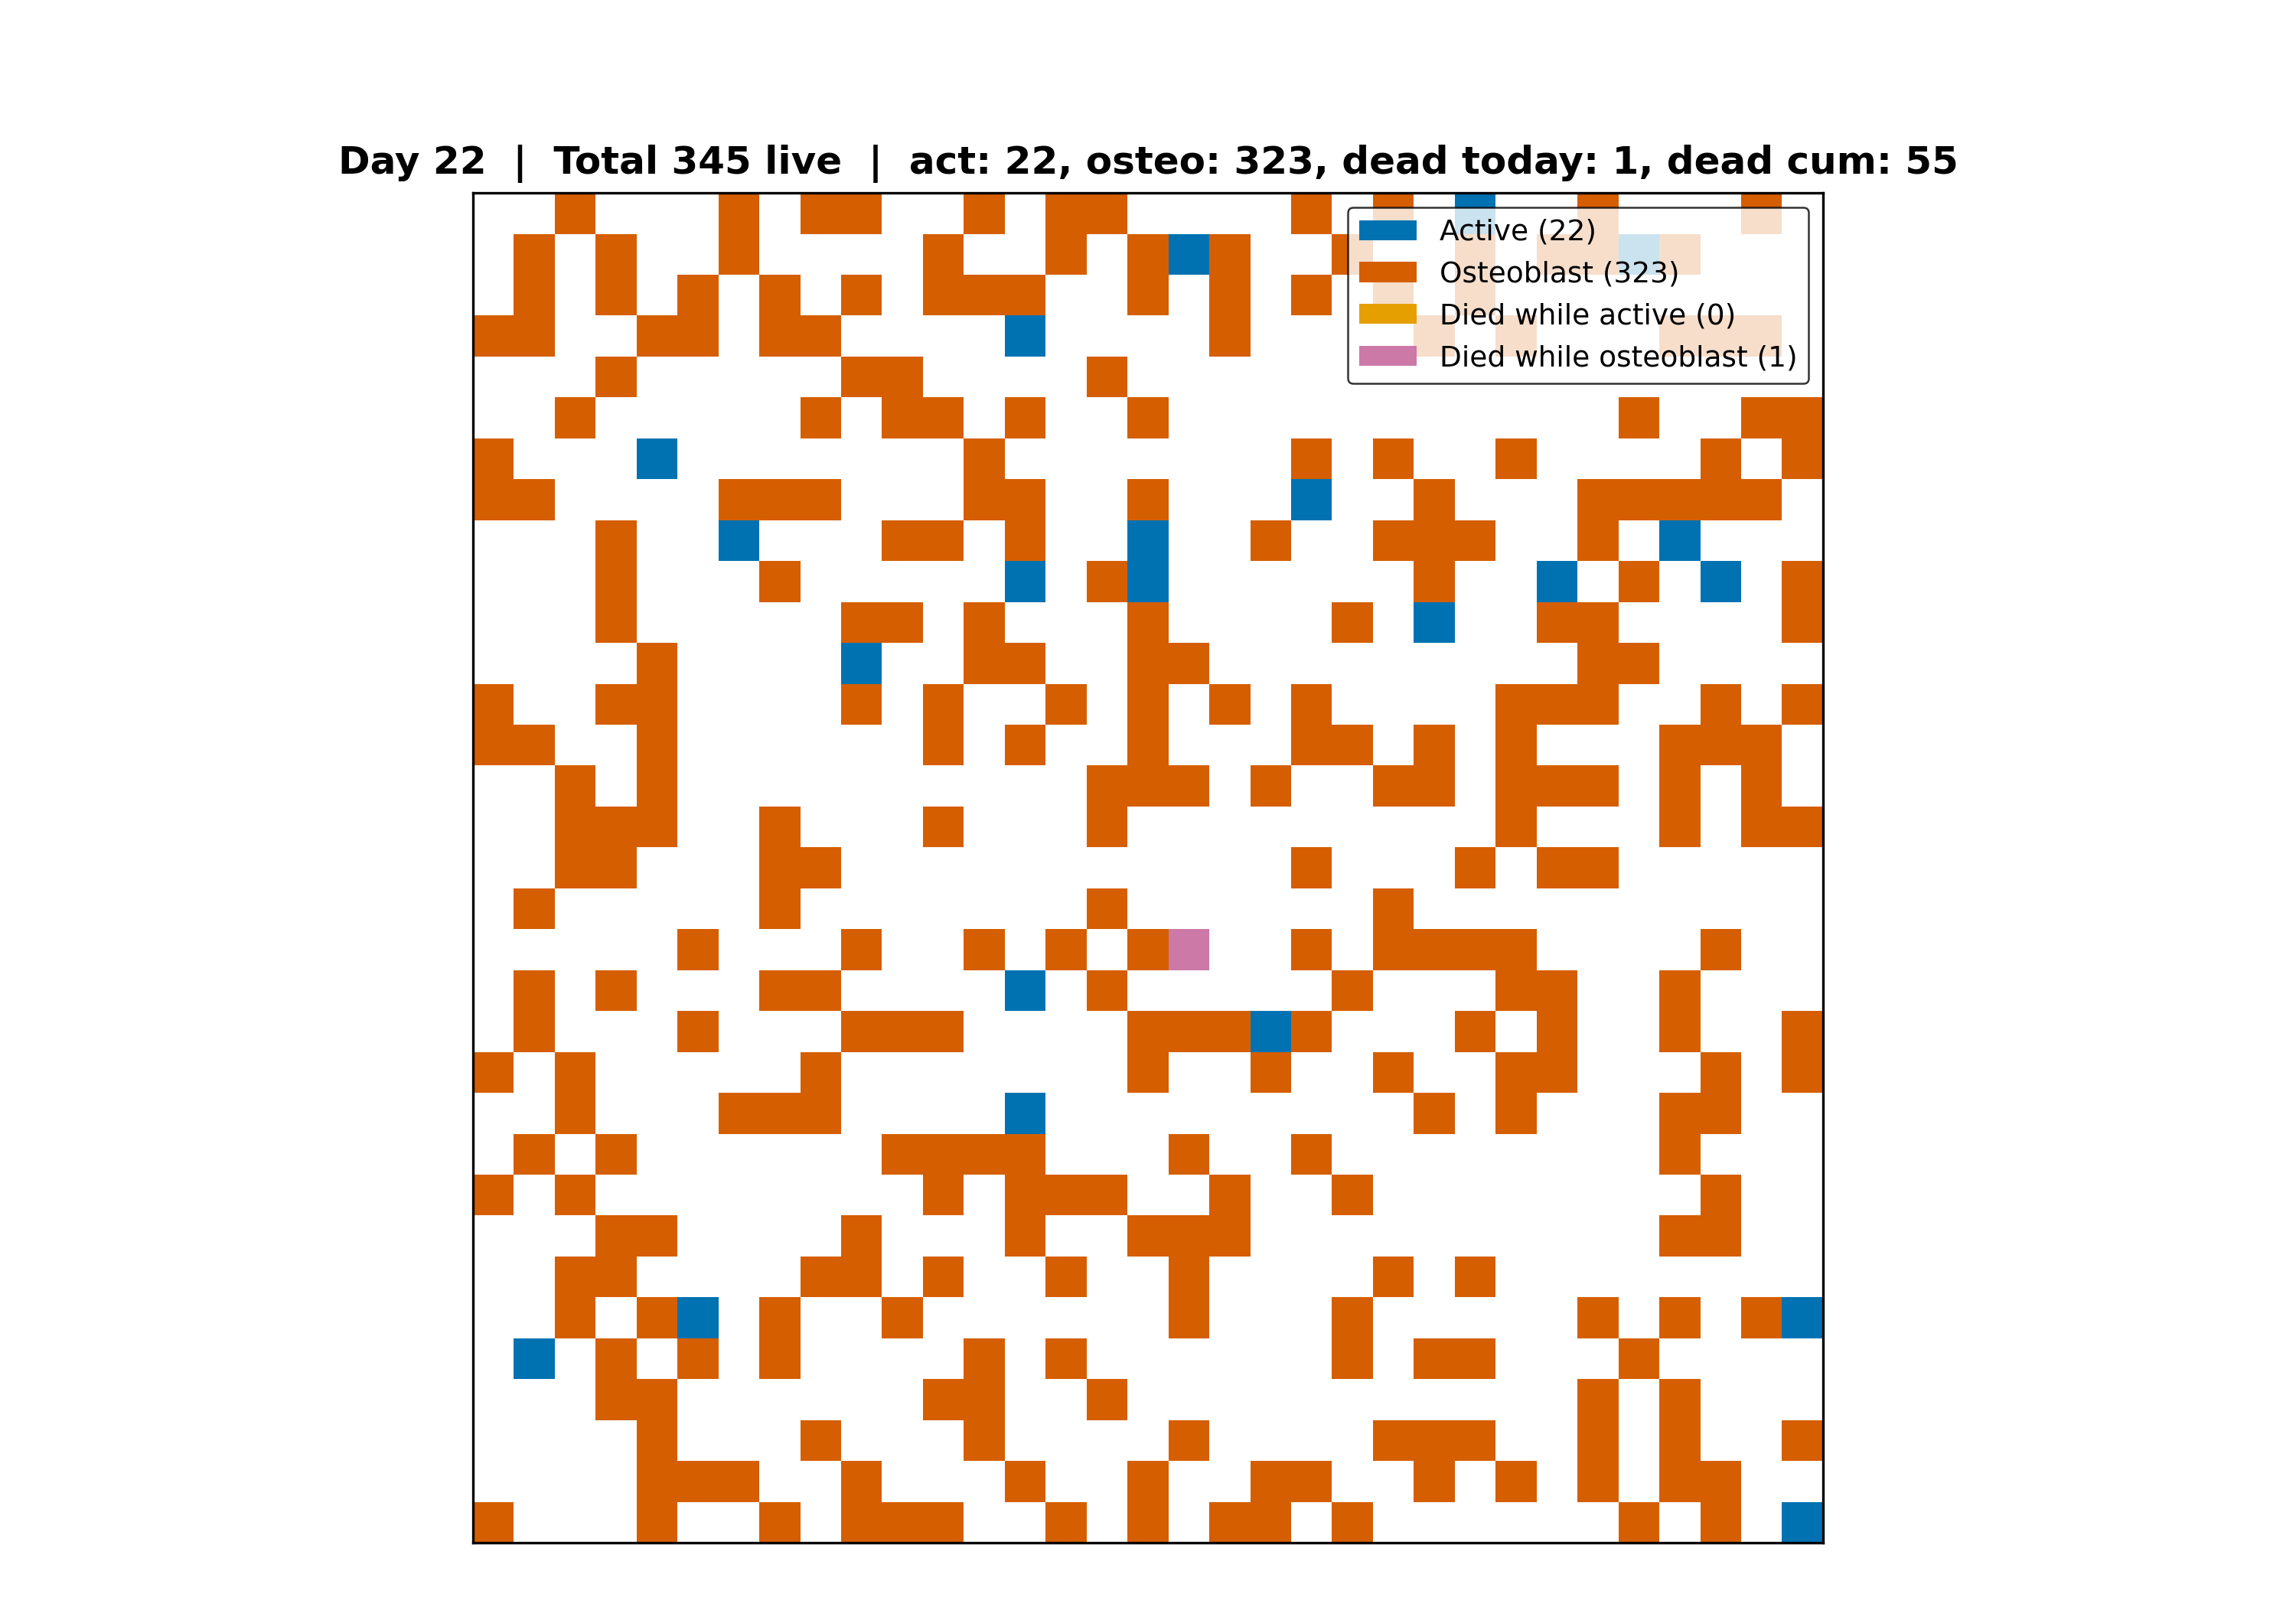 Day 22 | Total 345 live | act: 22, osteo: 323, dead today: 1, dead cum: 55
Active (22)
Osteoblast (323)
Died while active (0)
Died while osteoblast (1)